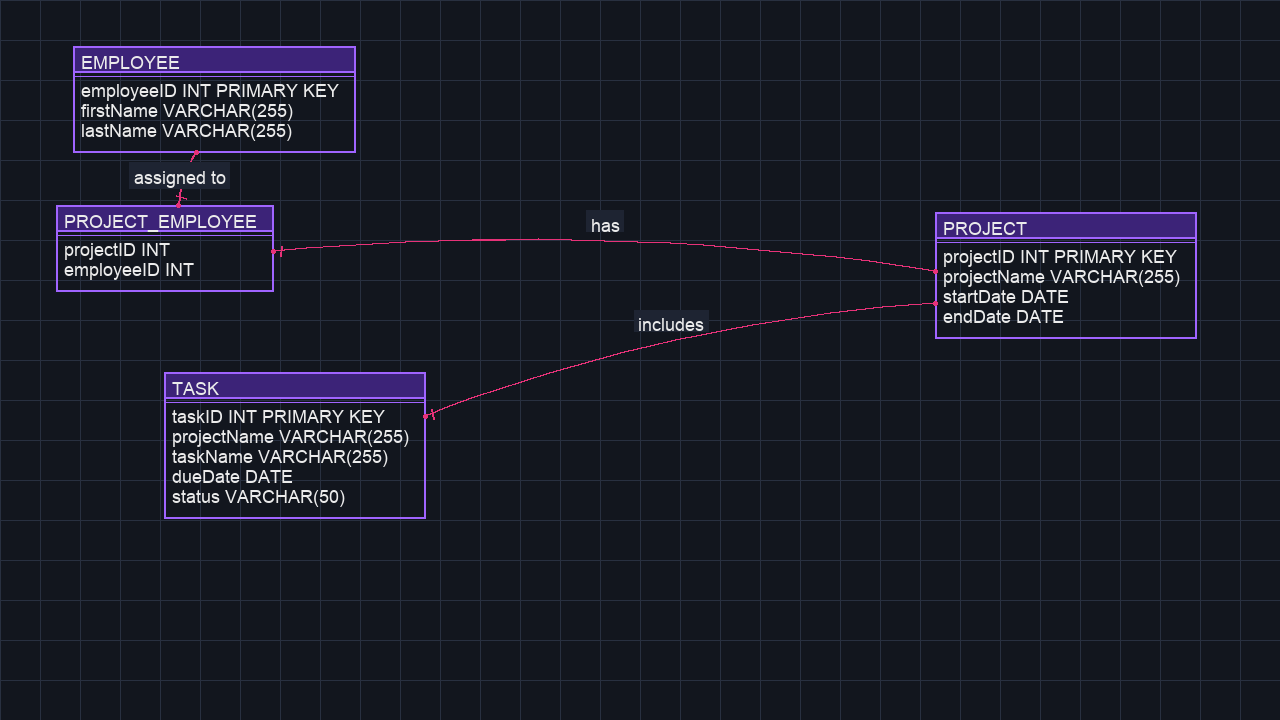 EMPLOYEE
employeeID INT PRIMARY KEY
firstName VARCHAR(255)
lastName VARCHAR(255)
assigned to
PROJECT_EMPLOYEE
projectID INT
employeeID INT
has
PROJECT
projectID INT PRIMARY KEY
projectName VARCHAR(255)
startDate DATE
endDate DATE
includes
TASK
taskID INT PRIMARY KEY
projectName VARCHAR(255)
taskName VARCHAR(255)
dueDate DATE
status VARCHAR(50)